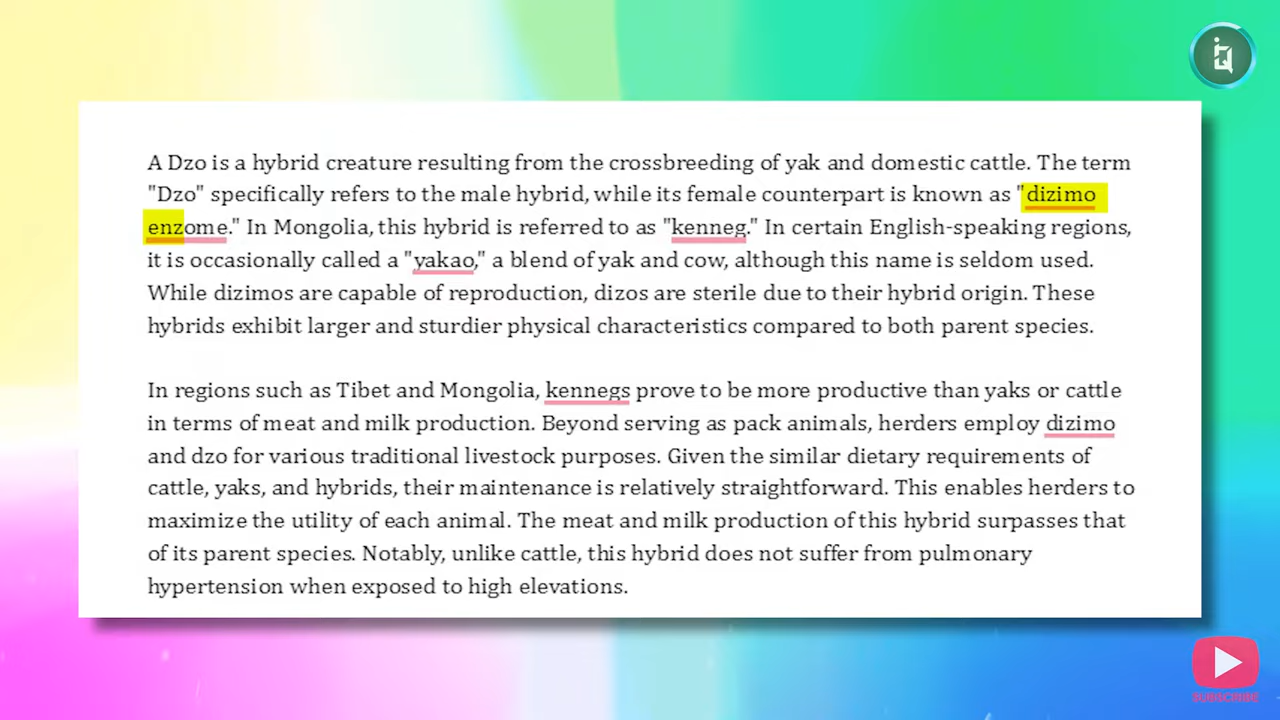 A Dzo is a hybrid creature resulting from the crossbreeding of yak and domestic cattle. The term
"Dzo" specifically refers to the male hybrid, while its female counterpart is known as "dizimo
enzome." In Mongolia, this hybrid is referred to as "kenneg." In certain English-speaking regions,
it is occasionally called a "yakao," a blend of yak and cow, although this name is seldom used.
While dizimos are capable of reproduction, dizos are sterile due to their hybrid origin. These
hybrids exhibit larger and sturdier physical characteristics compared to both parent species.
In regions such as Tibet and Mongolia, kennegs prove to be more productive than yaks or cattle
in terms of meat and milk production. Beyond serving as pack animals, herders employ dizimo
and dzo for various traditional livestock purposes. Given the similar dietary requirements of
cattle, yaks, and hybrids, their maintenance is relatively straightforward. This enables herders to
maximize the utility of each animal. The meat and milk production of this hybrid surpasses that
of its parent species. Notably, unlike cattle, this hybrid does not suffer from pulmonary
hypertension when exposed to high elevations.
SUBSCRIBE